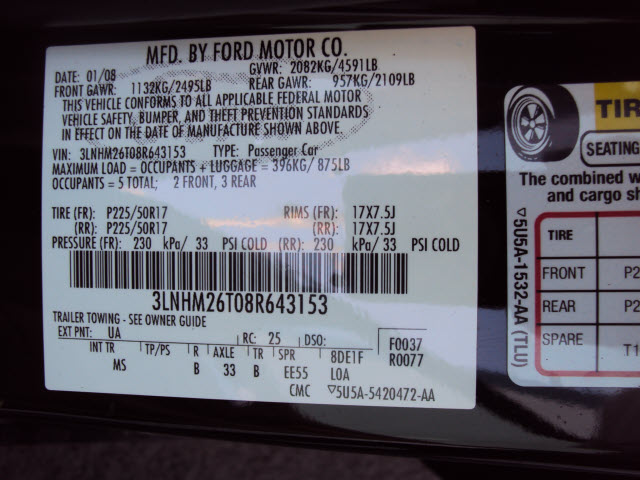 MFD. BY FORD MOTOR CO.
DATE: 01/08 GVWR: 2082KG/4591LB
FRONT GAWR: 1132KG/2495LB REAR GAWR: 957KG/2109LB
THIS VEHICLE CONFORMS TO ALL APPLICABLE FEDERAL MOTOR
VEHICLE SAFETY, BUMPER, AND THEFT PREVENTION STANDARDS
IN EFFECT ON THE DATE OF MANUFACTURE SHOWN ABOVE.
VIN: 3LNHM26T08R643153 TYPE: Passenger Car
MAXIMUM LOAD = OCCUPANTS + LUGGAGE = 396KG/ 875LB
OCCUPANTS = 5 TOTAL; 2 FRONT, 3 REAR
TIRE (FR): P225/50R17 RIMS (FR): 17X7.5J
(RR): P225/50R17 (RR): 17X7.5J
PRESSURE (FR): 230 kPa/ 33 PSI COLD (RR): 230 kPa/ 33 PSI COLD
3LNHM26T08R643153
TRAILER TOWING - SEE OWNER GUIDE
EXT PNT: UA RC: 25 DSO: F0037
INT TR TP/PS R AXLE TR SPR 8DE1F R0077
MS B 33 B EE55 LOA
CMC ▽5U5A-5420472-AA
TIR
SEATING
The combined w
and cargo sh
TIRE
FRONT P2
REAR P2
SPARE T1
▽5U5A-1532-AA (TLU)